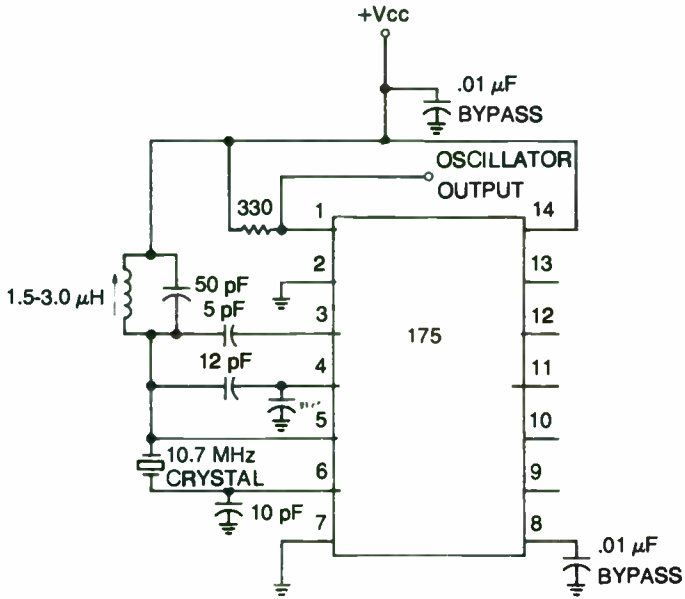 +Vcc
.01 μF
BYPASS
OSCILLATOR
OUTPUT
330
1
14
2
13
1.5-3.0 μH
50 pF
5 pF
3
12
175
12 pF
4
11
5
10
10.7 MHz
CRYSTAL
6
9
10 pF
7
8
.01 μF
BYPASS